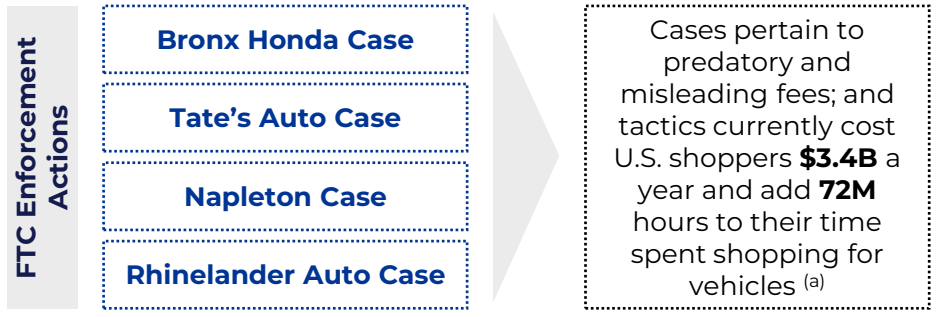 FTC Enforcement
Actions
Bronx Honda Case
Tate’s Auto Case
Napleton Case
Rhinelander Auto Case
Cases pertain to
predatory and
misleading fees; and
tactics currently cost
U.S. shoppers $3.4B a
year and add 72M
hours to their time
spent shopping for
vehicles (a)